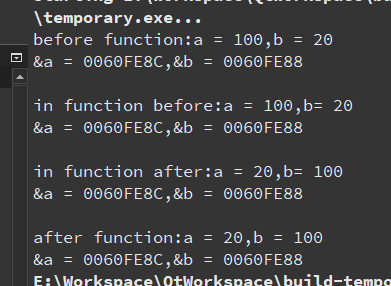 \temporary.exe...
before function:a = 100,b = 20
&a = 0060FE8C,&b = 0060FE88
in function before:a = 100,b= 20
&a = 0060FE8C,&b = 0060FE88
in function after:a = 20,b= 100
&a = 0060FE8C,&b = 0060FE88
after function:a = 20,b = 100
&a = 0060FE8C,&b = 0060FE88
E:\Workspace\QtWorkspace\build-tempo